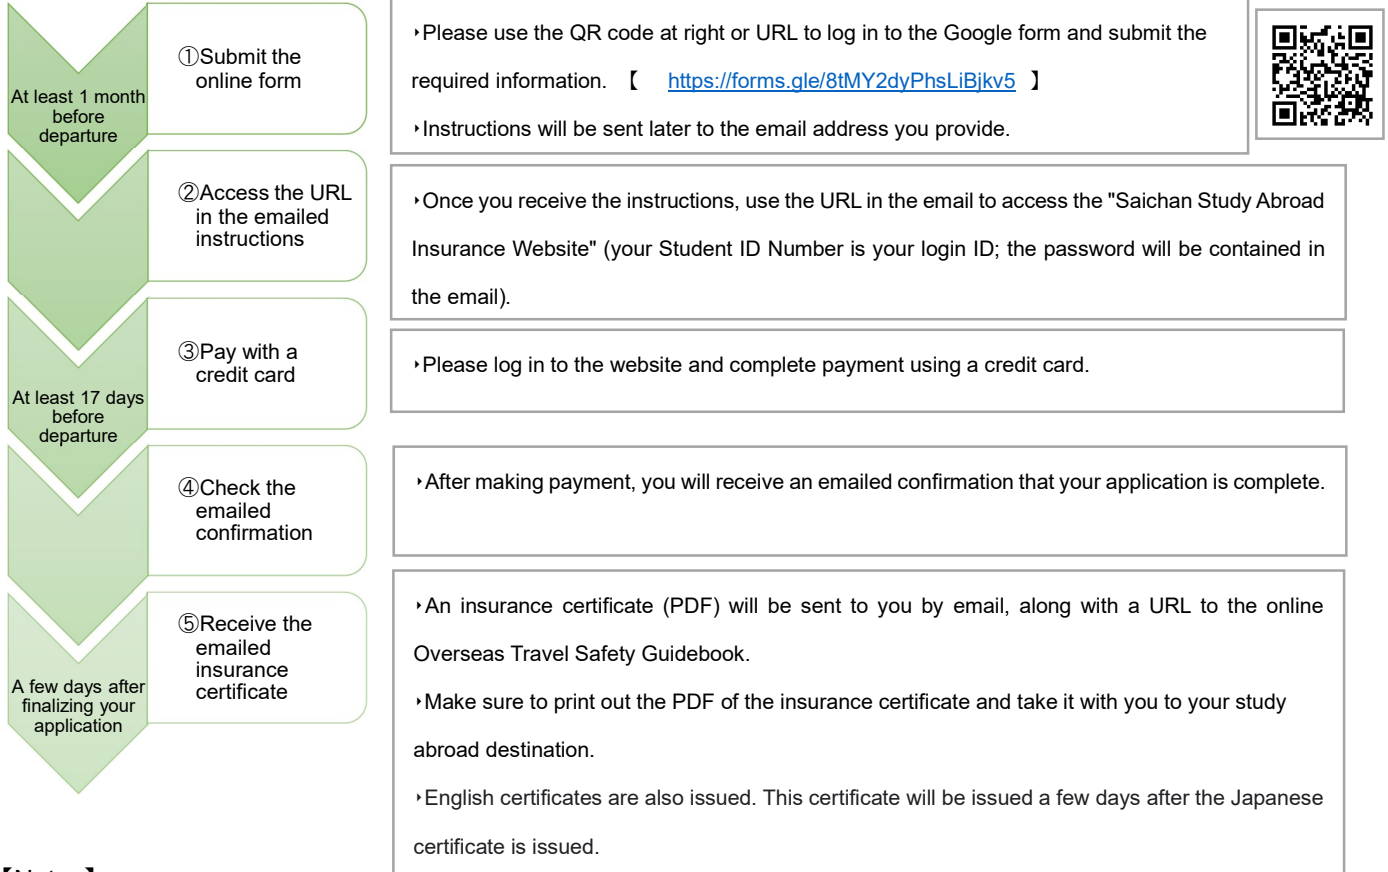 At least 1 month
before
departure
①Submit the
online form
‣Please use the QR code at right or URL to log in to the Google form and submit the
required information. 【 https://forms.gle/8tMY2dyPhsLiBjkv5 】
‣Instructions will be sent later to the email address you provide.
②Access the URL
in the emailed
instructions
‣Once you receive the instructions, use the URL in the email to access the "Saichan Study Abroad
Insurance Website" (your Student ID Number is your login ID; the password will be contained in
the email).
At least 17 days
before
departure
③Pay with a
credit card
‣Please log in to the website and complete payment using a credit card.
④Check the
emailed
confirmation
‣After making payment, you will receive an emailed confirmation that your application is complete.
A few days after
finalizing your
application
⑤Receive the
emailed
insurance
certificate
‣An insurance certificate (PDF) will be sent to you by email, along with a URL to the online
Overseas Travel Safety Guidebook.
‣Make sure to print out the PDF of the insurance certificate and take it with you to your study
abroad destination.
‣English certificates are also issued. This certificate will be issued a few days after the Japanese
certificate is issued.